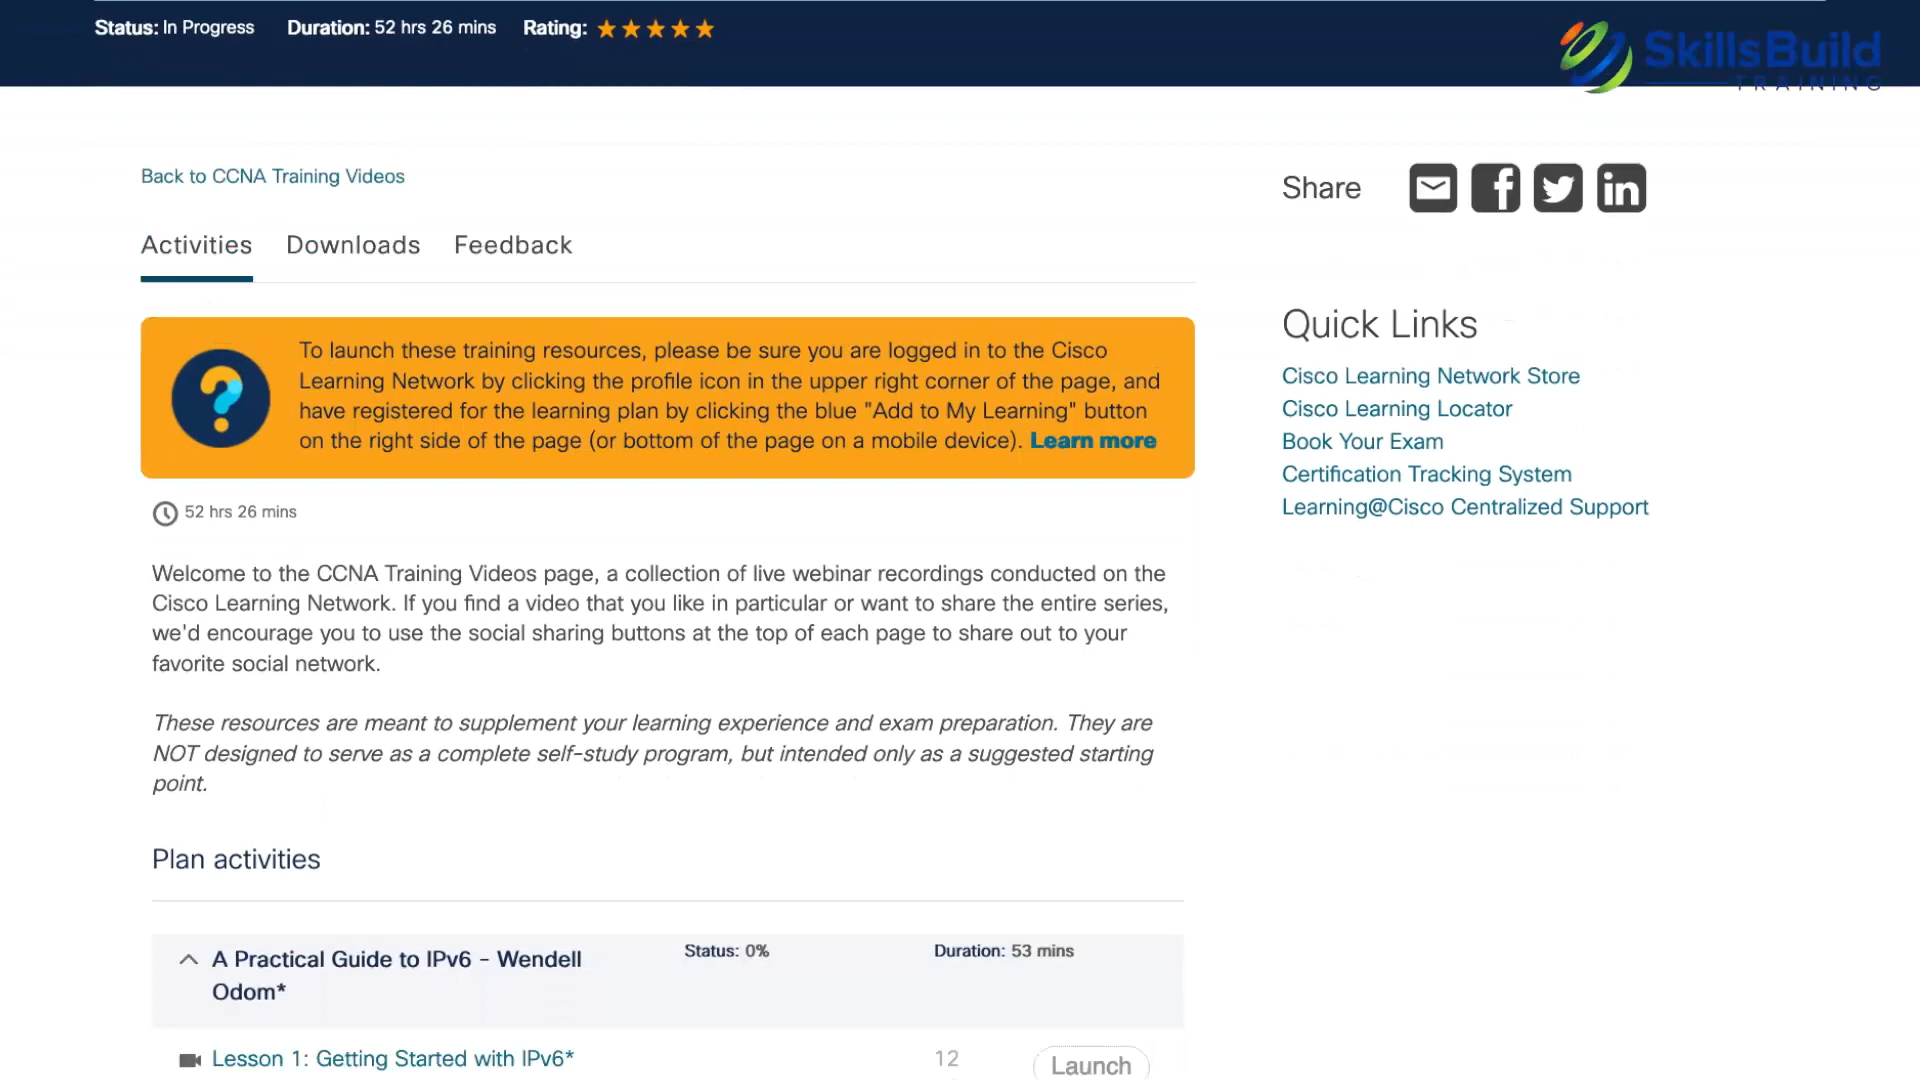 Status: In Progress Duration: 52 hrs 26 mins Rating:
SkillsBuild
TRAINING
Back to CCNA Training Videos
Share
Activities Downloads Feedback
To launch these training resources, please be sure you are logged in to the Cisco
Learning Network by clicking the profile icon in the upper right corner of the page, and
have registered for the learning plan by clicking the blue "Add to My Learning" button
on the right side of the page (or bottom of the page on a mobile device). Learn more
Quick Links
Cisco Learning Network Store
Cisco Learning Locator
Book Your Exam
Certification Tracking System
Learning@Cisco Centralized Support
52 hrs 26 mins
Welcome to the CCNA Training Videos page, a collection of live webinar recordings conducted on the
Cisco Learning Network. If you find a video that you like in particular or want to share the entire series,
we'd encourage you to use the social sharing buttons at the top of each page to share out to your
favorite social network.
These resources are meant to supplement your learning experience and exam preparation. They are
NOT designed to serve as a complete self-study program, but intended only as a suggested starting
point.
Plan activities
A Practical Guide to IPv6 - Wendell
Odom*
Status: 0%
Duration: 53 mins
Lesson 1: Getting Started with IPv6* 12 Launch